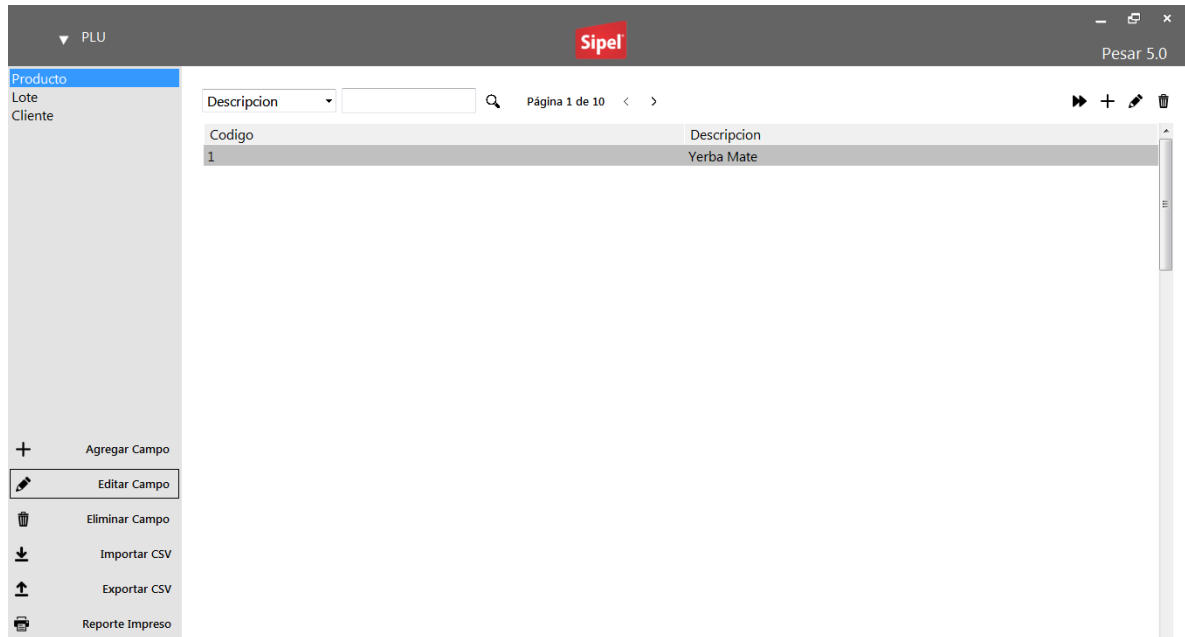 PLU
Sipel
Pesar 5.0
Producto
Lote
Cliente
Descripcion
Página 1 de 10
Codigo Descripcion
1 Yerba Mate
Agregar Campo
Editar Campo
Eliminar Campo
Importar CSV
Exportar CSV
Reporte Impreso